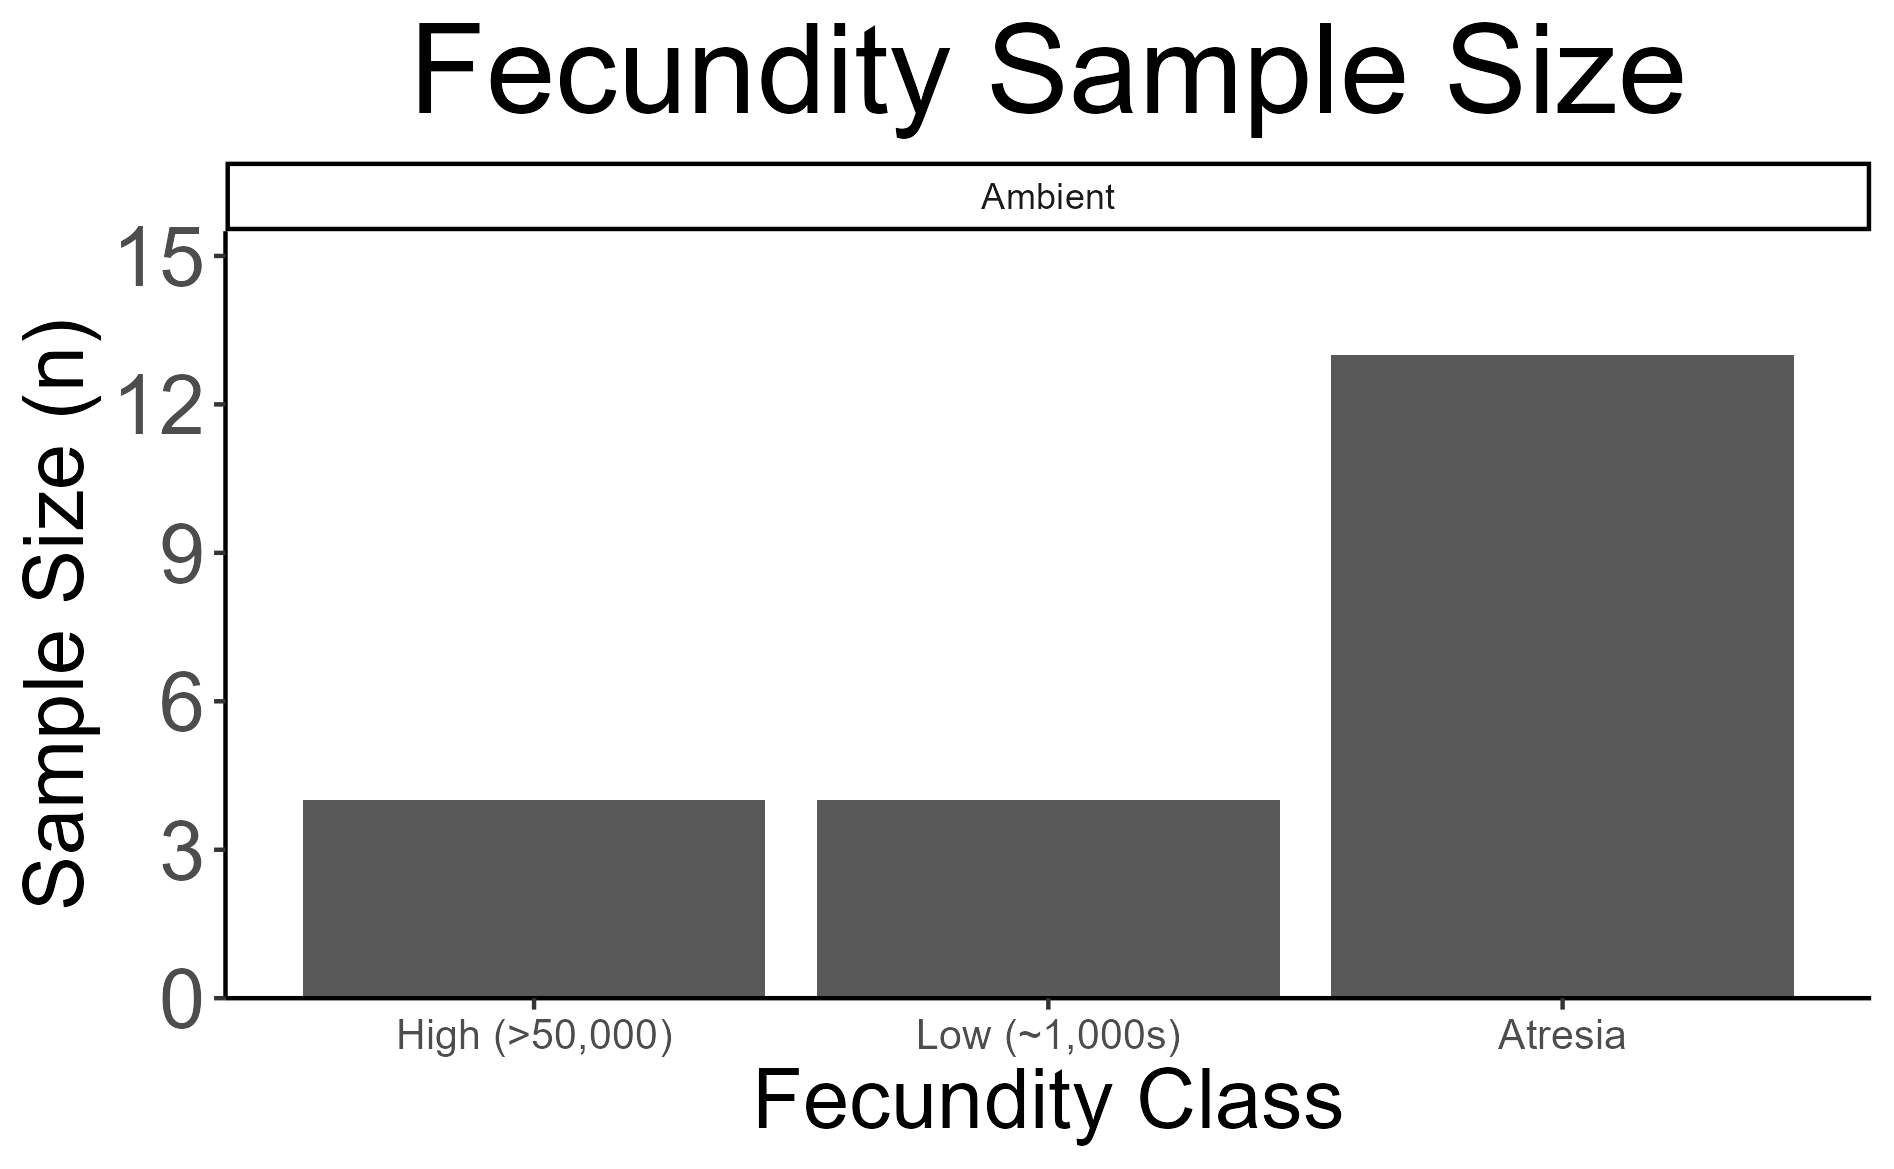 Fecundity Sample Size
Ambient
Sample Size (n)
15
12
9
6
3
0
High (>50,000)
Low (~1,000s)
Atresia
Fecundity Class